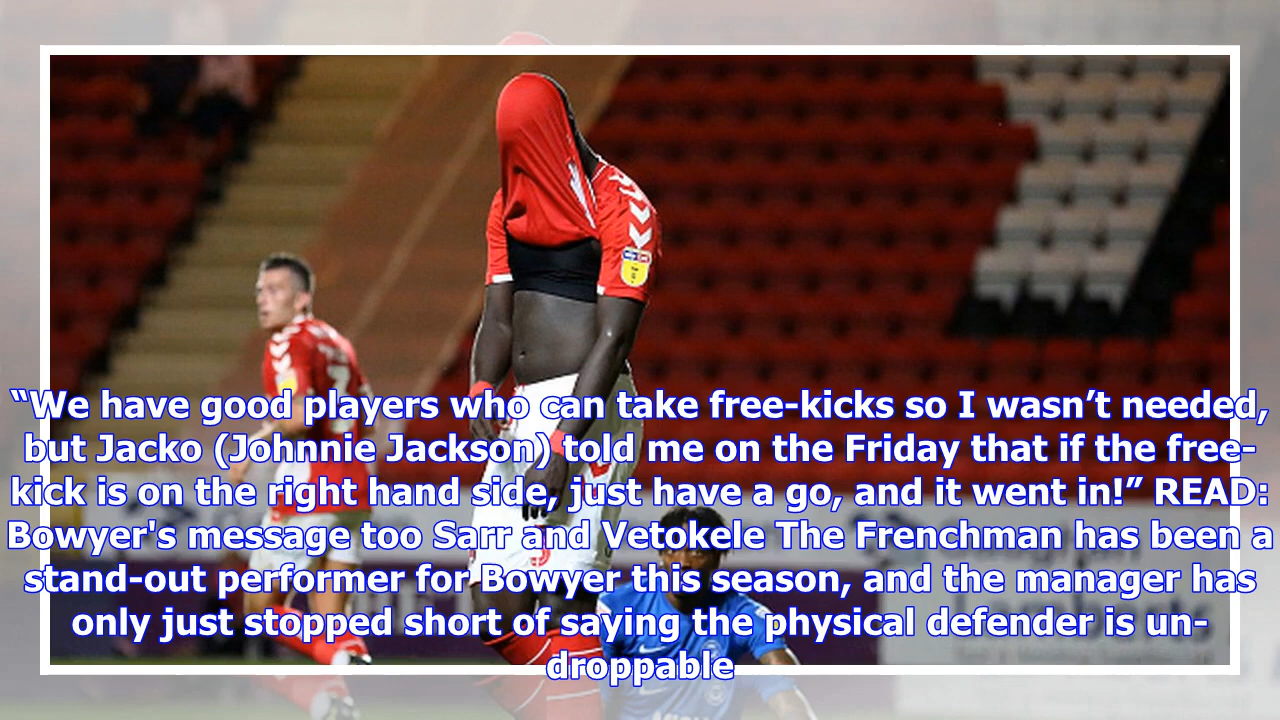 “We have good players who can take free-kicks so I wasn’t needed,
but Jacko (Johnnie Jackson) told me on the Friday that if the free-
kick is on the right hand side, just have a go, and it went in!” READ:
Bowyer's message too Sarr and Vetokele The Frenchman has been a
stand-out performer for Bowyer this season, and the manager has
only just stopped short of saying the physical defender is un-
droppable